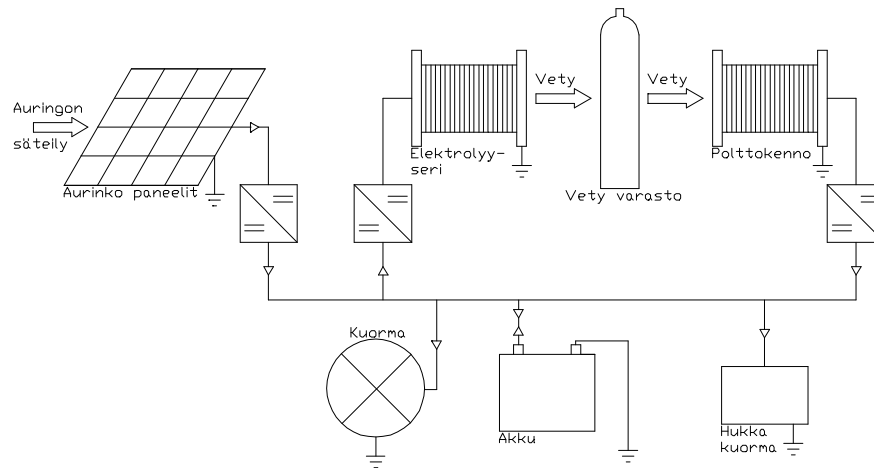 Auringon
säteily
Aurinko paneelit
Elektrolyy-
seri
Vety
Vety varasto
Vety
Polttokenno
Kuorma
Akku
Hukka
kuorma